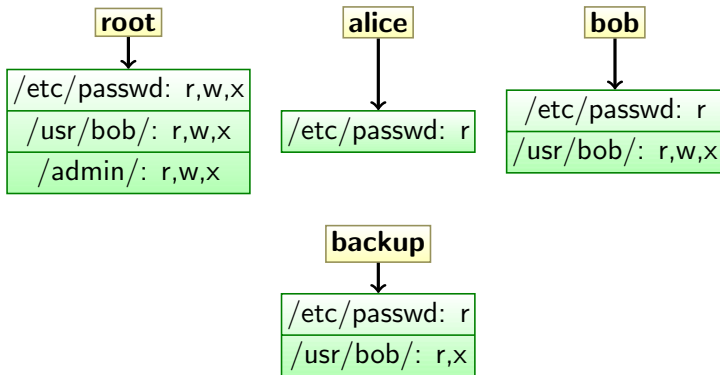 root
/etc/passwd: r,w,x
/usr/bob/: r,w,x
/admin/: r,w,x
alice
/etc/passwd: r
bob
/etc/passwd: r
/usr/bob/: r,w,x
backup
/etc/passwd: r
/usr/bob/: r,x